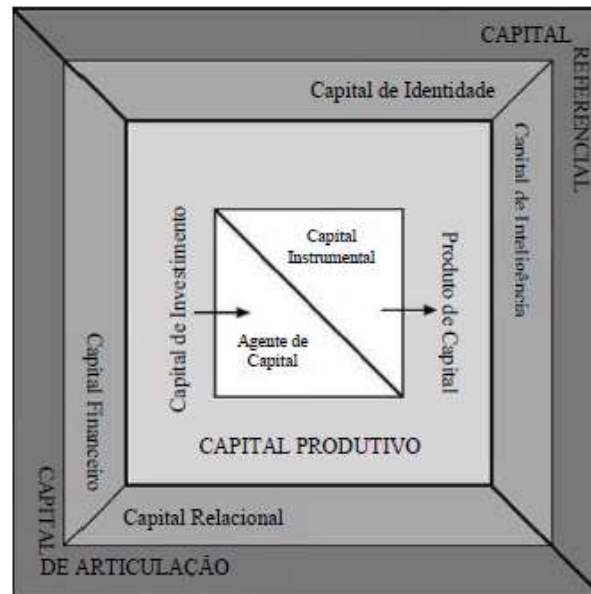 CAPITAL
REFERENCIAL
Capital de Identidade
Capital de Inteligência
Capital de Investimento
Capital
Instrumental
Agente de
Capital
Produto de Capital
Capital Financeiro
CAPITAL PRODUTIVO
Capital Relacional
CAPITAL
DE ARTICULAÇÃO